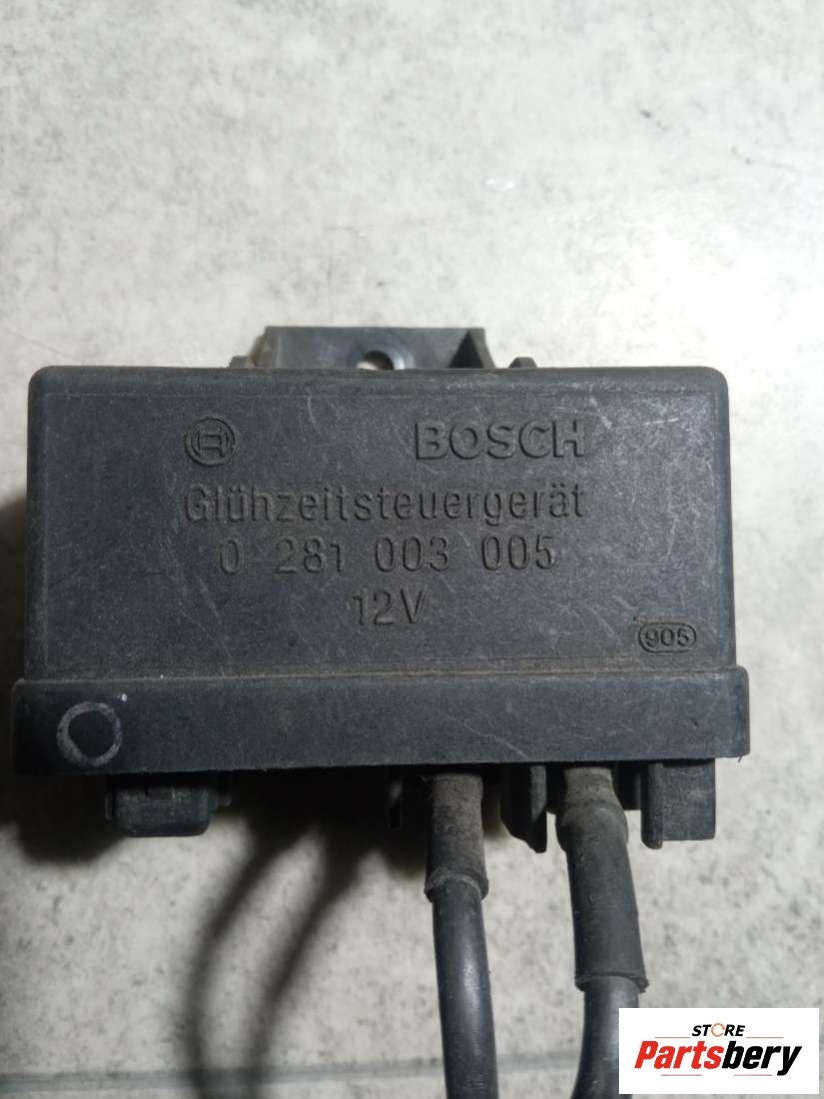 BOSCH
Glühzeitsteuergerät
0 281 003 005
12V
905
STORE
Partsbery